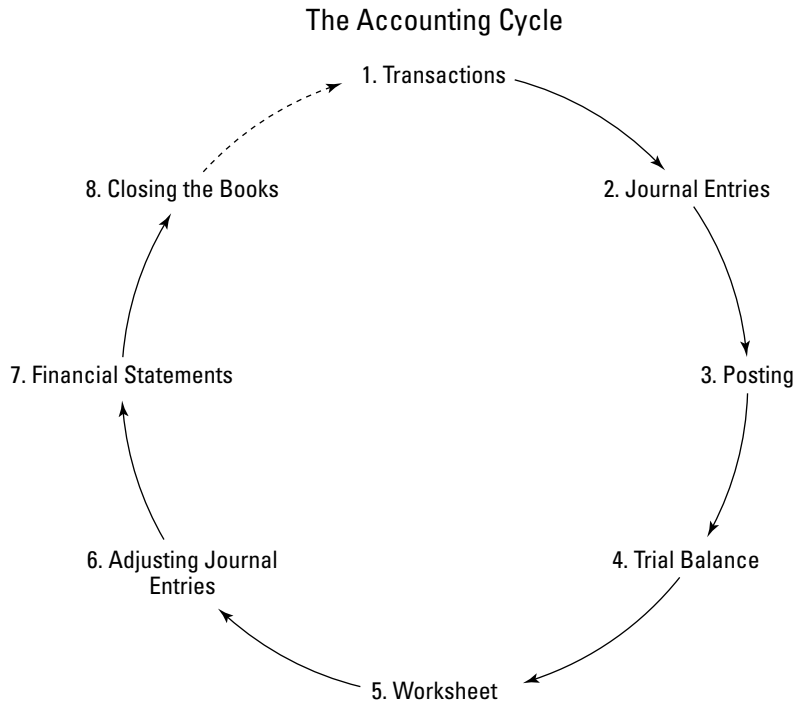 The Accounting Cycle
1. Transactions
2. Journal Entries
3. Posting
4. Trial Balance
5. Worksheet
6. Adjusting Journal
Entries
7. Financial Statements
8. Closing the Books